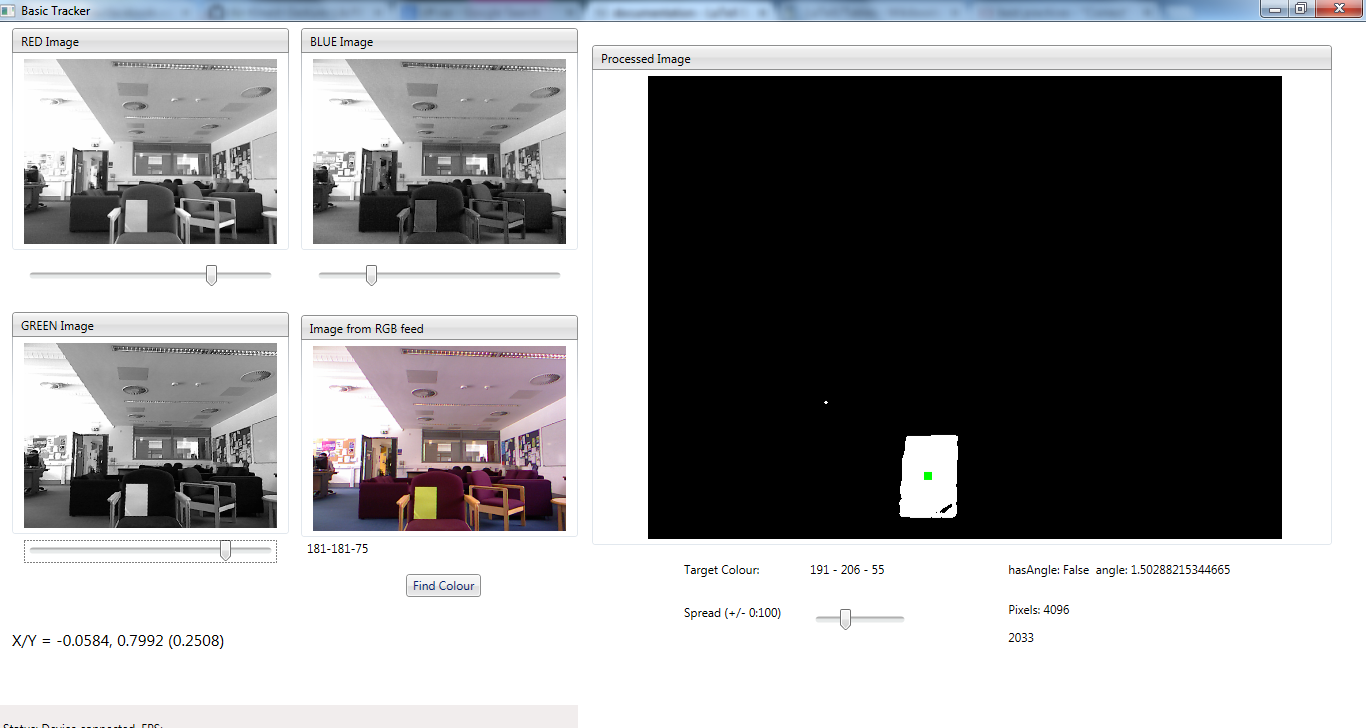 Basic Tracker
RED Image
BLUE Image
Processed Image
GREEN Image
Image from RGB feed
181-181-75
Find Colour
Target Colour:
191 - 206 - 55
hasAngle: False angle: 1.50288215344665
Spread (+/- 0:100)
Pixels: 4096
2033
X/Y = -0.0584, 0.7992 (0.2508)
Status: Device connected, FPS: